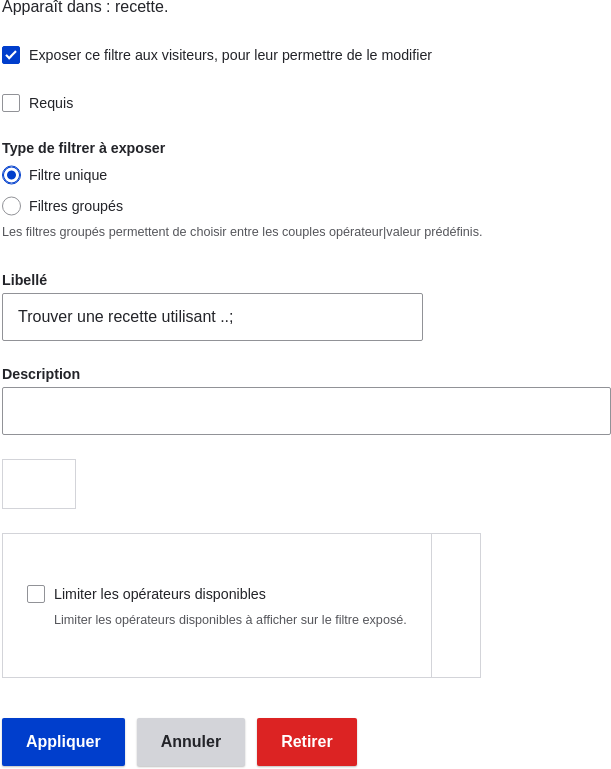 Apparaît dans : recette.
Exposer ce filtre aux visiteurs, pour leur permettre de le modifier
Requis
Type de filtrer à exposer
Filtre unique
Filtres groupés
Les filtres groupés permettent de choisir entre les couples opérateur|valeur prédéfinis.
Libellé
Trouver une recette utilisant ..;
Description
Limiter les opérateurs disponibles
Limiter les opérateurs disponibles à afficher sur le filtre exposé.
Appliquer Annuler Retirer